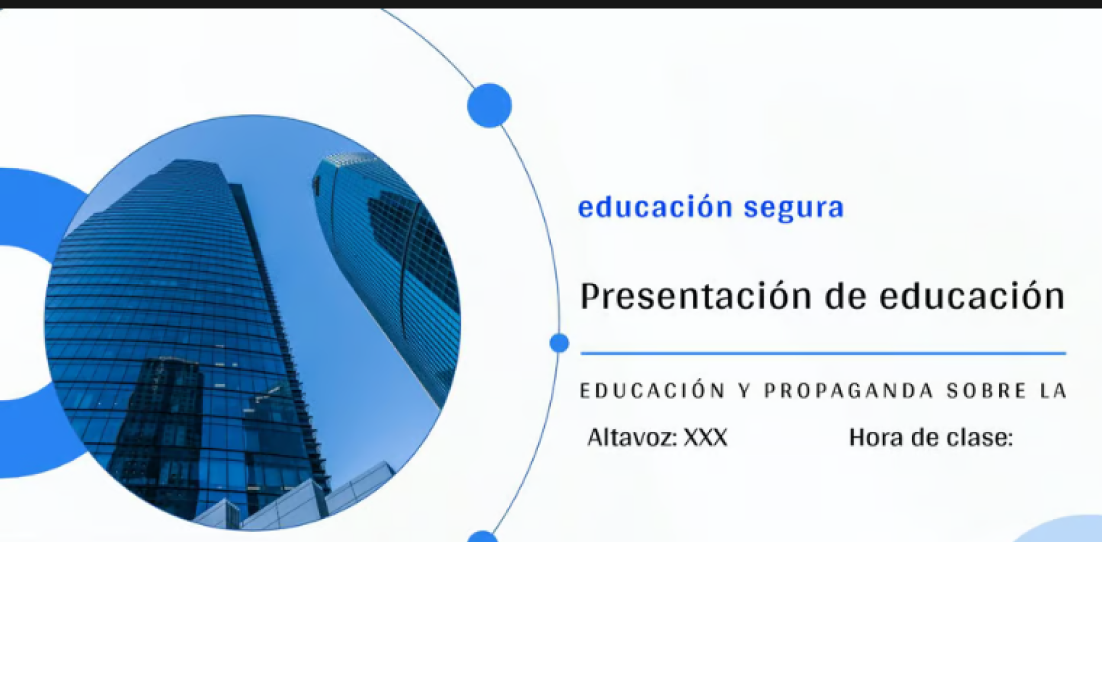 educación segura
Presentación de educación
EDUCACIÓN Y PROPAGANDA SOBRE LA
Altavoz: XXX Hora de clase: